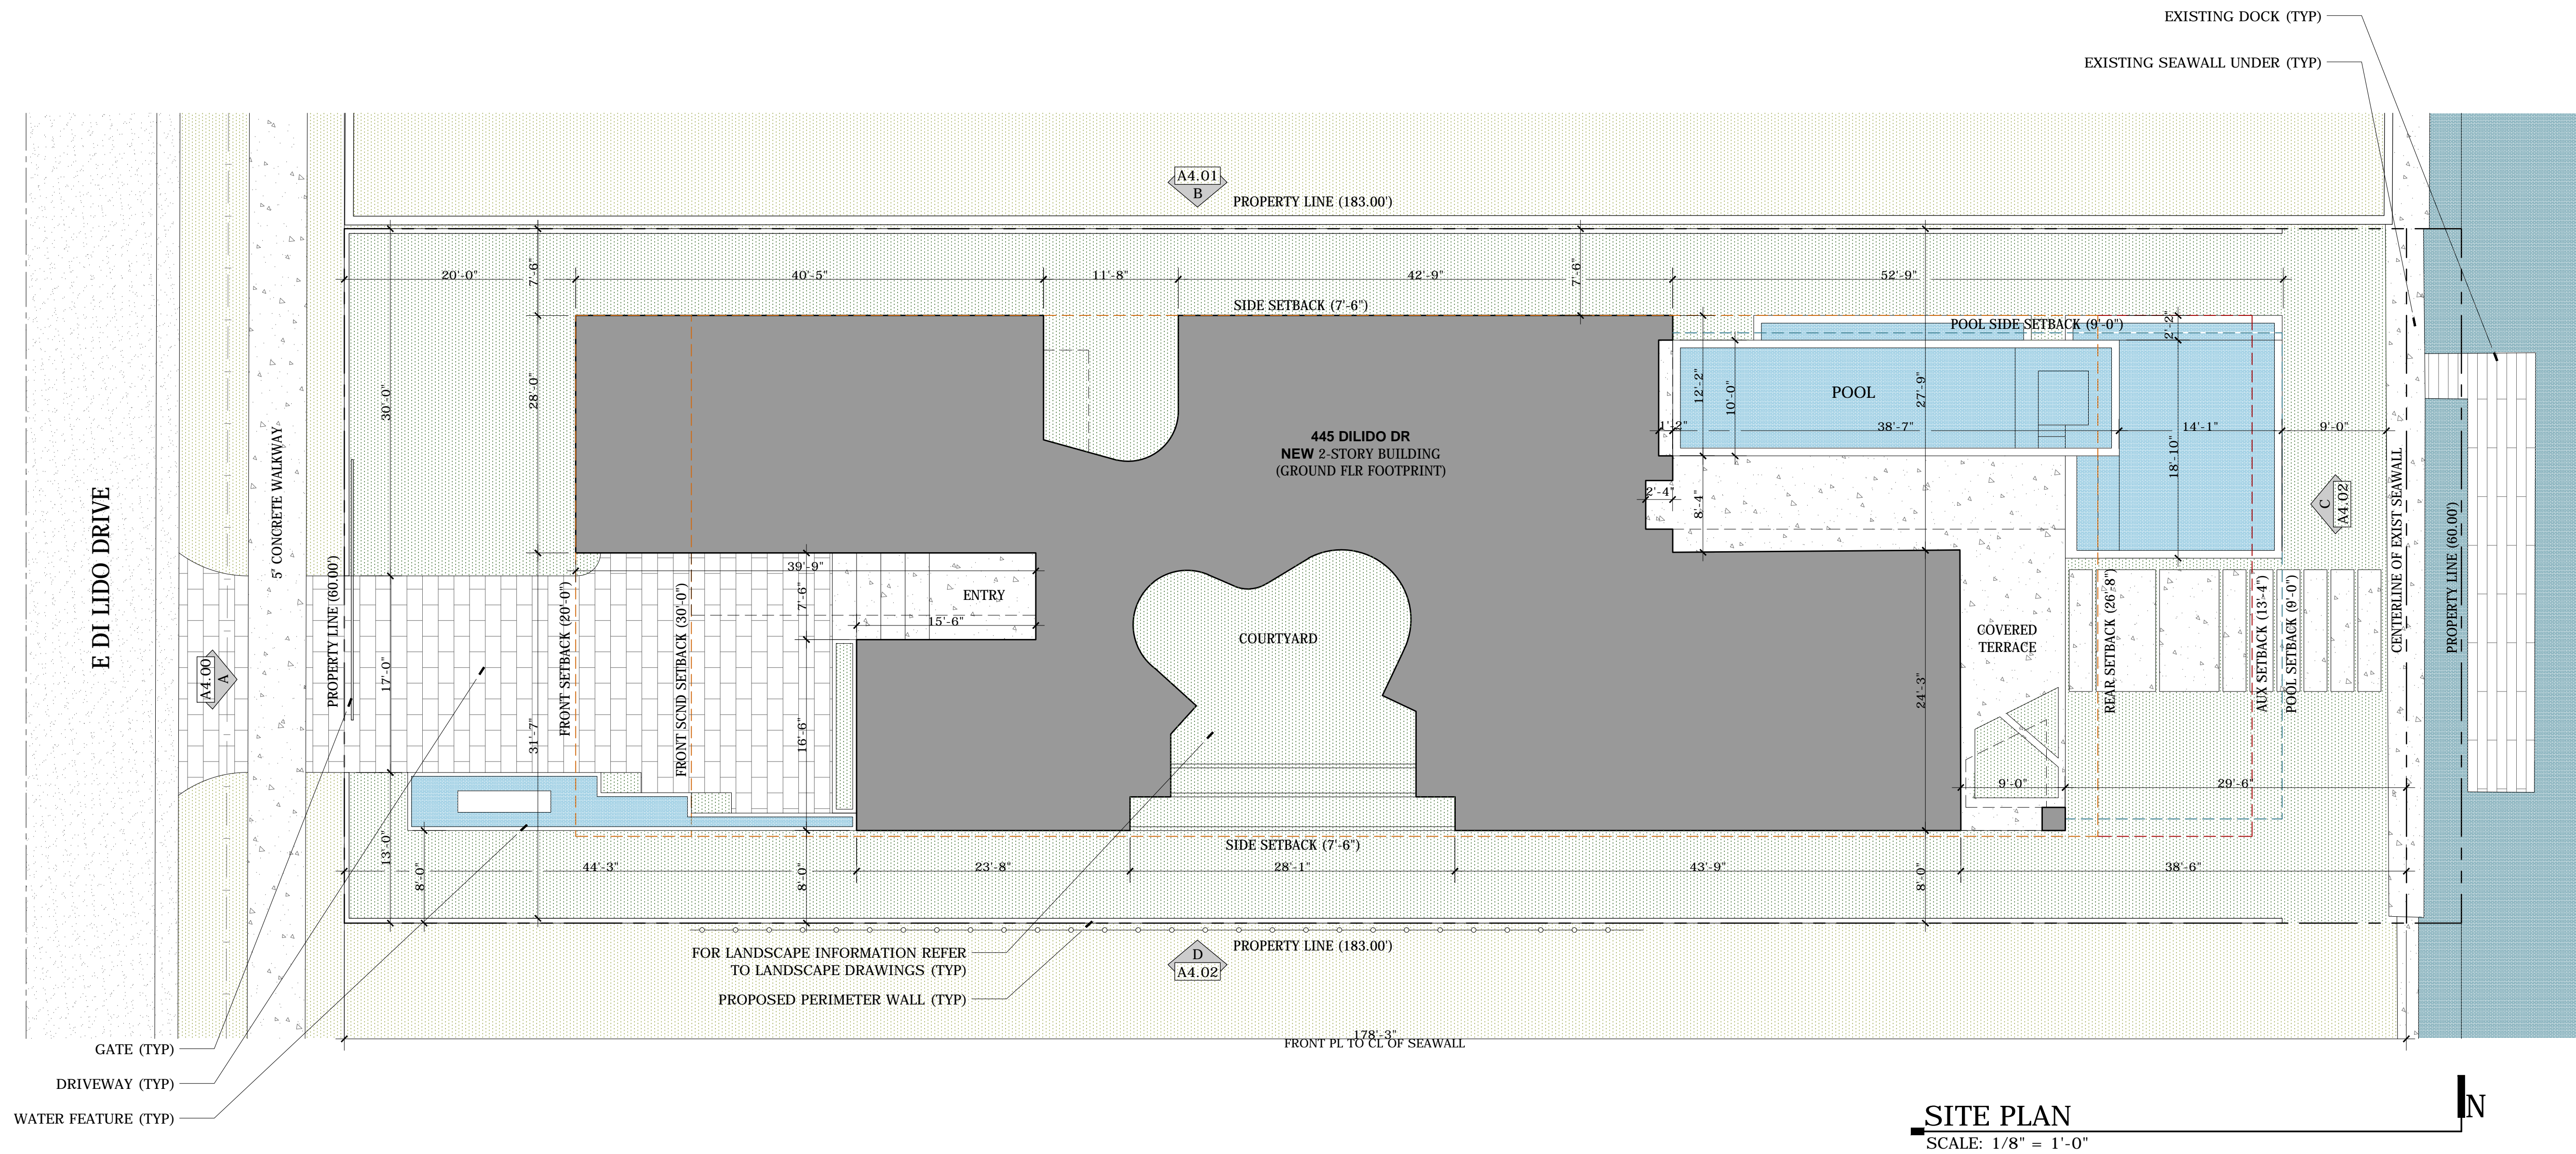 EXISTING DOCK (TYP)
EXISTING SEAWALL UNDER (TYP)
A4.01
B
PROPERTY LINE (183.00')
20'-0"
7'-6"
40'-5"
11'-8"
42'-9"
7'-6"
52'-9"
SIDE SETBACK (7'-6")
POOL SIDE SETBACK (9'-0")
2'-2"
30'-0"
28'-0"
12'-2"
10'-0"
POOL
27'-9"
1'-2"
38'-7"
14'-1"
9'-0"
18'-10"
445 DILIDO DR
NEW 2-STORY BUILDING
(GROUND FLR FOOTPRINT)
2'-4"
8'-4"
C
A4.02
E DI LIDO DRIVE
5' CONCRETE WALKWAY
PROPERTY LINE (60.00')
A4.00
A
17'-0"
31'-7"
FRONT SETBACK (20'-0")
FRONT SCND SETBACK (30'-0")
39'-9"
7'-6"
ENTRY
15'-6"
16'-6"
COURTYARD
24'-3"
COVERED
TERRACE
REAR SETBACK (26'-8")
AUX SETBACK (13'-4")
POOL SETBACK (9'-0")
CENTERLINE OF EXIST SEAWALL
PROPERTY LINE (60.00')
9'-0"
29'-6"
13'-0"
8'-0"
44'-3"
8'-0"
23'-8"
SIDE SETBACK (7'-6")
28'-1"
43'-9"
8'-0"
38'-6"
FOR LANDSCAPE INFORMATION REFER
TO LANDSCAPE DRAWINGS (TYP)
PROPOSED PERIMETER WALL (TYP)
D
A4.02
PROPERTY LINE (183.00')
178'-3"
FRONT PL TO CL OF SEAWALL
GATE (TYP)
DRIVEWAY (TYP)
WATER FEATURE (TYP)
SITE PLAN
SCALE: 1/8" = 1'-0"
N